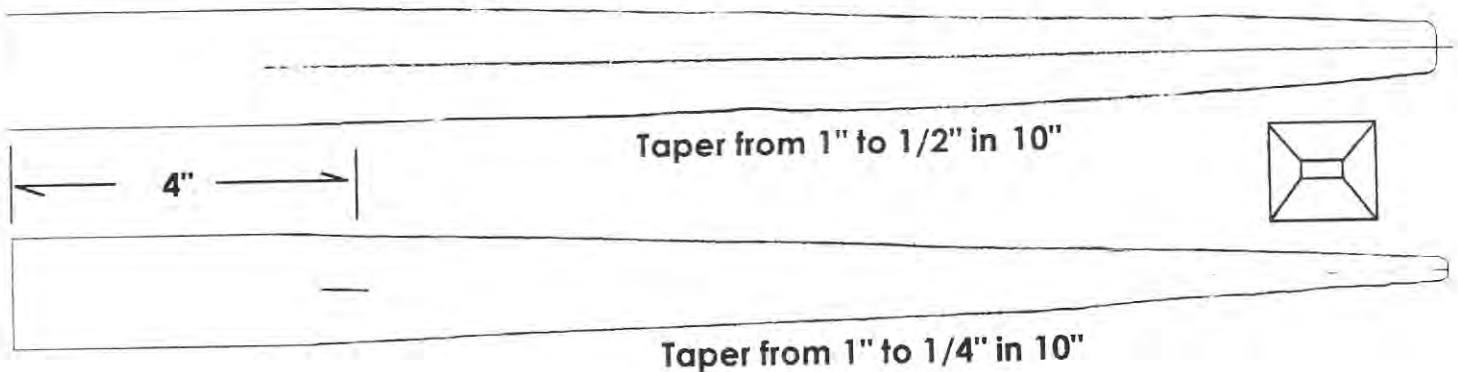 Taper from 1" to 1/2" in 10"
4"
Taper from 1" to 1/4" in 10"